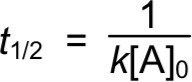 t1/2 = 1/k[A]0